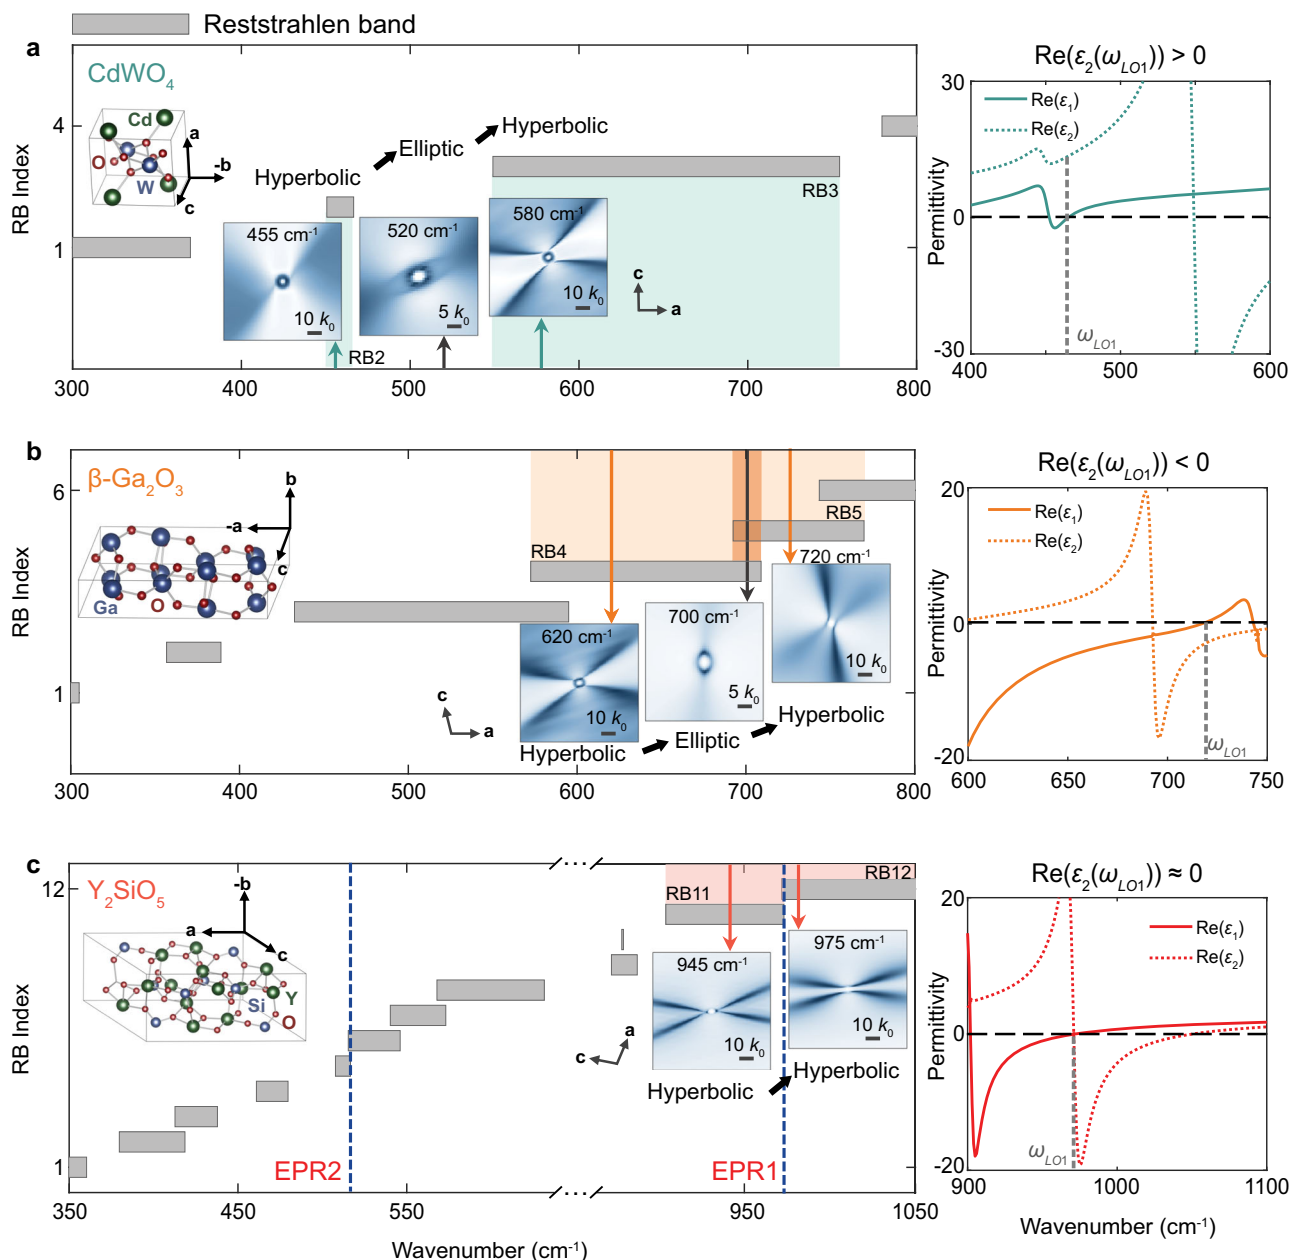 Reststrahlen band
a
CdWO₄
Cd
O
W
a
-b
c
Hyperbolic
Elliptic
Hyperbolic
455 cm⁻¹
10 k₀
520 cm⁻¹
5 k₀
580 cm⁻¹
10 k₀
RB2
RB3
c
a
RB Index
4
1
300 400 500 600 700 800
Re(ε₂(ω_LO1)) > 0
Re(ε₁)
Re(ε₂)
Permittivity
30
0
-30
ω_LO1
400 500 600
b
β-Ga₂O₃
b
-a
c
Ga
O
RB4
RB5
620 cm⁻¹
10 k₀
700 cm⁻¹
5 k₀
720 cm⁻¹
10 k₀
Hyperbolic
Elliptic
Hyperbolic
c
a
RB Index
6
1
300 400 500 600 700 800
Re(ε₂(ω_LO1)) < 0
Re(ε₁)
Re(ε₂)
Permittivity
20
0
-20
ω_LO1
600 650 700 750
c
Y₂SiO₅
-b
a
c
Si
Y
O
RB11
RB12
945 cm⁻¹
10 k₀
975 cm⁻¹
10 k₀
Hyperbolic
Hyperbolic
a
c
EPR2
EPR1
RB Index
12
1
350 450 550 950 1050
Wavenumber (cm⁻¹)
Re(ε₂(ω_LO1)) ≈ 0
Re(ε₁)
Re(ε₂)
Permittivity
20
0
-20
ω_LO1
900 1000 1100
Wavenumber (cm⁻¹)